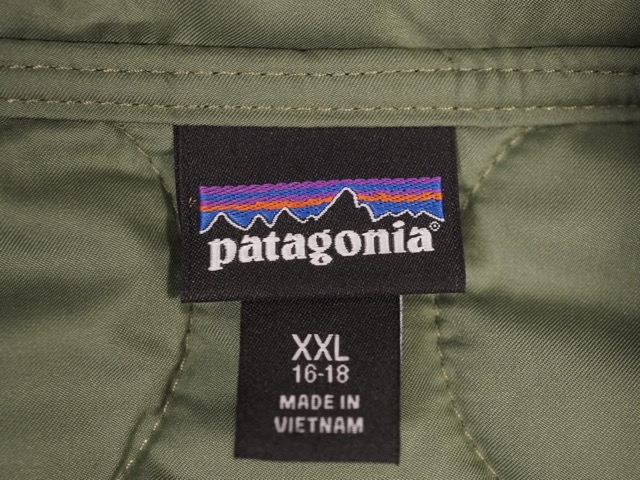 patagonia®
XXL
16-18
MADE IN
VIETNAM